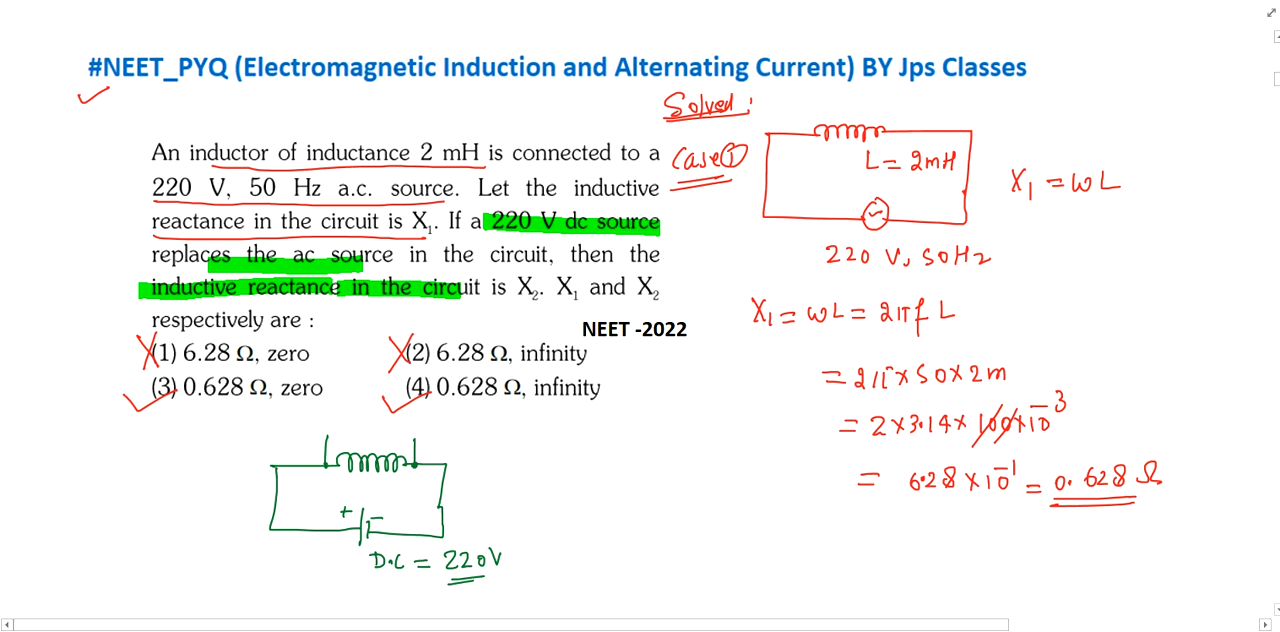 #NEET_PYQ (Electromagnetic Induction and Alternating Current) BY Jps Classes
Solved :
An inductor of inductance 2 mH is connected to a
220 V, 50 Hz a.c. source. Let the inductive
reactance in the circuit is X₁. If a 220 V dc source
replaces the ac source in the circuit, then the
inductive reactance in the circuit is X₂. X₁ and X₂
respectively are :
NEET -2022
(1) 6.28 Ω, zero
(2) 6.28 Ω, infinity
(3) 0.628 Ω, zero
(4) 0.628 Ω, infinity
Case ①
L = 2mH
X₁ = ωL
220 V, 50Hz
X₁ = ωL = 2πf L
= 2π × 50 × 2m
= 2 × 3.14 × 100 × 10⁻³
= 6.28 × 10⁻¹ = 0.628 Ω
+ -
D.C = 220V